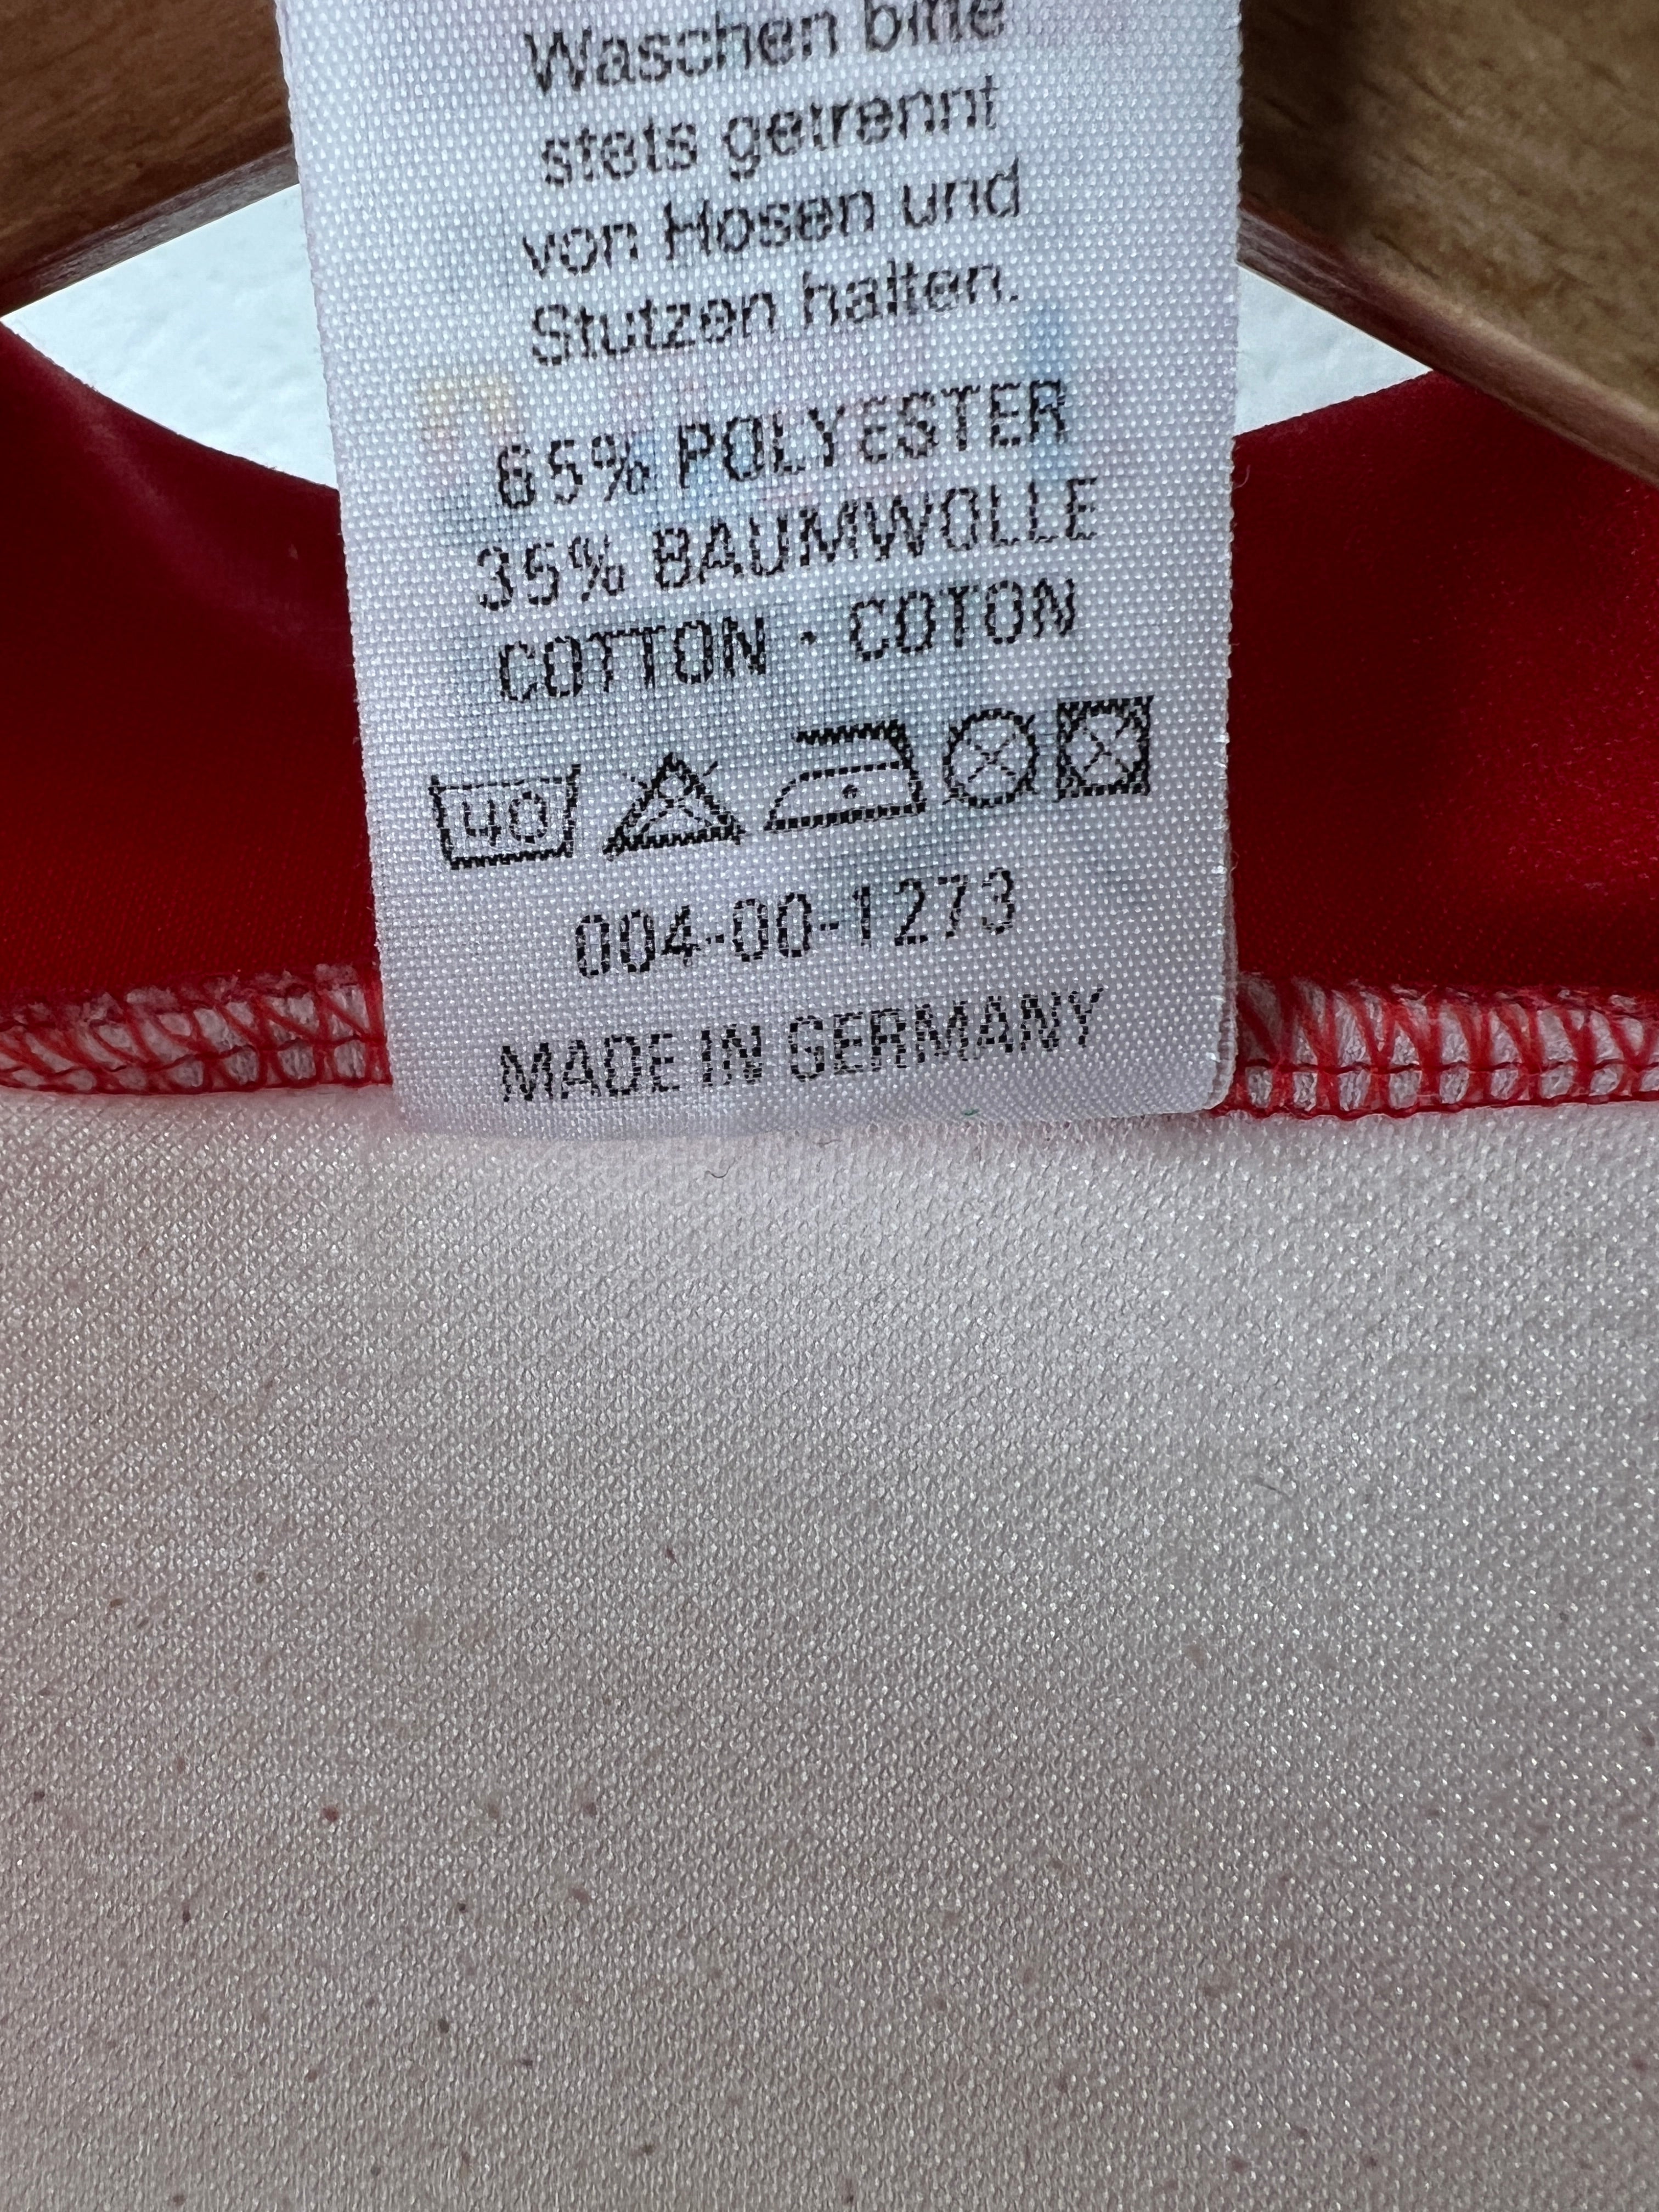 Waschen bitte
stets getrennt
von Hosen und
Stutzen halten.
65% POLYESTER
35% BAUMWOLLE
COTTON · COTON
40
004-00-1273
MADE IN GERMANY